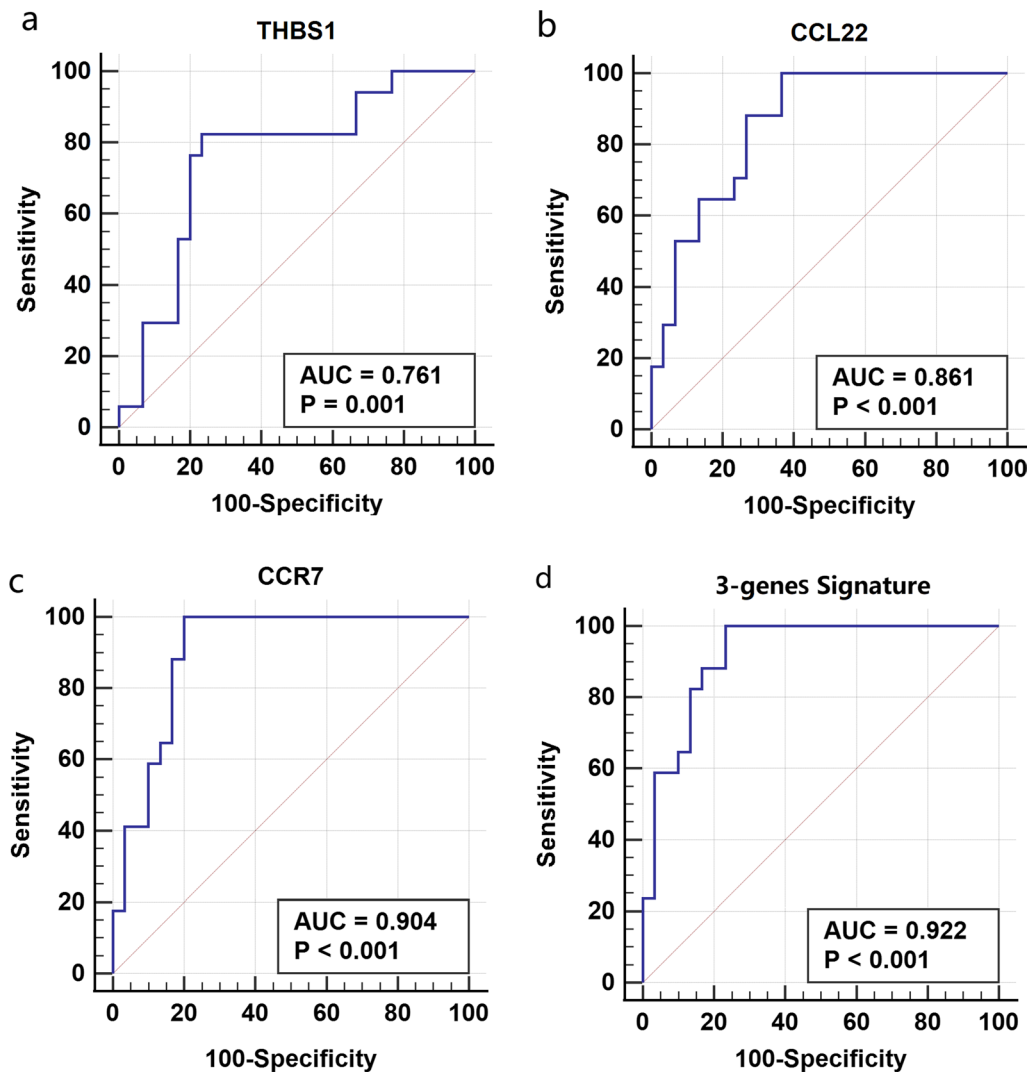 a
THBS1
100
80
60
40
20
0
Sensitivity
AUC = 0.761
P = 0.001
0 20 40 60 80 100
100-Specificity
b
CCL22
100
80
60
40
20
0
Sensitivity
AUC = 0.861
P < 0.001
0 20 40 60 80 100
100-Specificity
c
CCR7
100
80
60
40
20
0
Sensitivity
AUC = 0.904
P < 0.001
0 20 40 60 80 100
100-Specificity
d
3-genes Signature
100
80
60
40
20
0
Sensitivity
AUC = 0.922
P < 0.001
0 20 40 60 80 100
100-Specificity